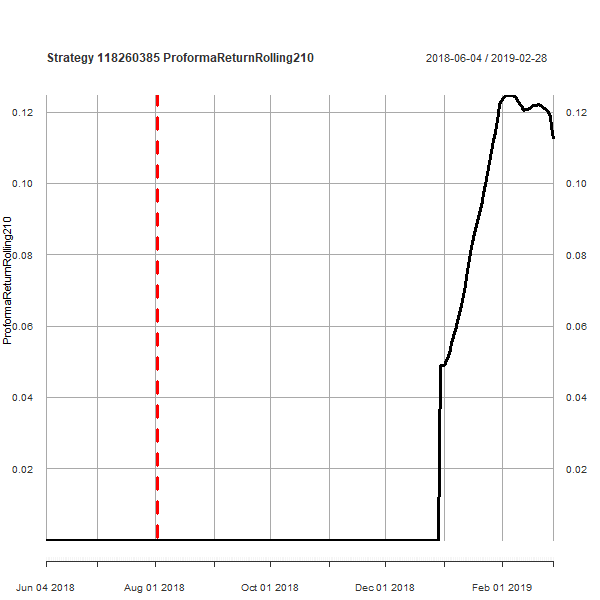 Strategy 118260385 ProformaReturnRolling210
2018-06-04 / 2019-02-28
ProformaReturnRolling210
0.12
0.10
0.08
0.06
0.04
0.02
0.12
0.10
0.08
0.06
0.04
0.02
Jun 04 2018
Aug 01 2018
Oct 01 2018
Dec 01 2018
Feb 01 2019